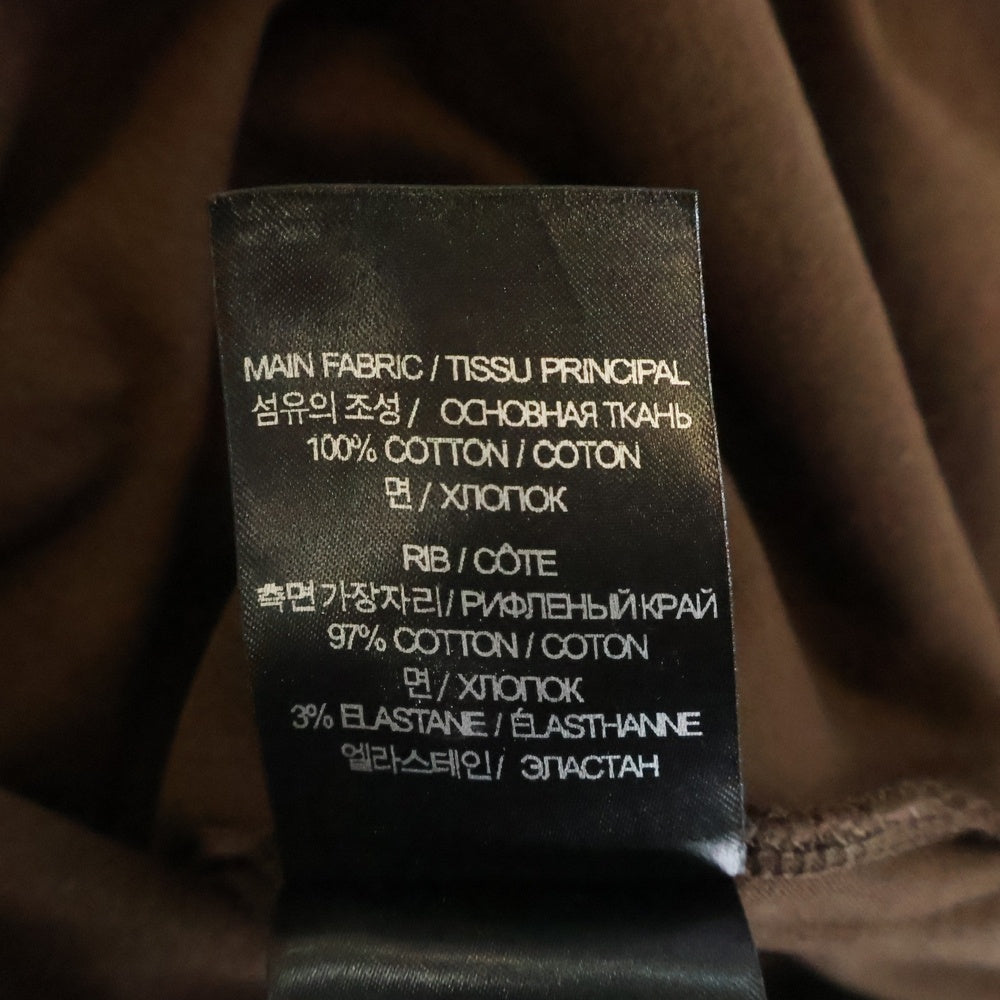 MAIN FABRIC / TISSU PRINCIPAL
섬유의 조성 / ОСНОВНАЯ ТКАНЬ
100% COTTON / COTON
면 / ХЛОПОК
RIB / CÔTE
측면가장자리 / РИФЛЕНЫЙ КРАЙ
97% COTTON / COTON
면 / ХЛОПОК
3% ELASTANE / ÉLASTHANNE
엘라스테인 / ЭЛАСТАН